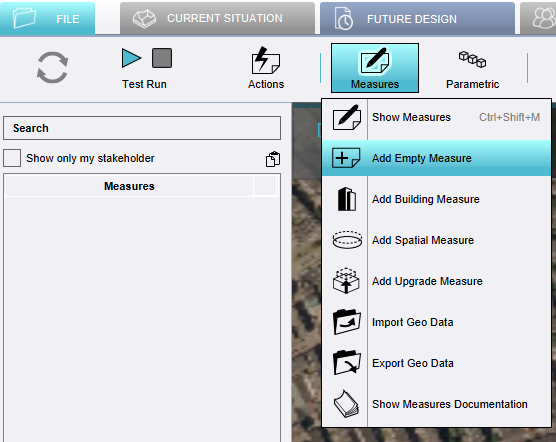 FILE
CURRENT SITUATION
FUTURE DESIGN
Test Run
Actions
Measures
Parametric
Search
Show only my stakeholder
Measures
Show Measures Ctrl+Shift+M
Add Empty Measure
Add Building Measure
Add Spatial Measure
Add Upgrade Measure
Import Geo Data
Export Geo Data
Show Measures Documentation